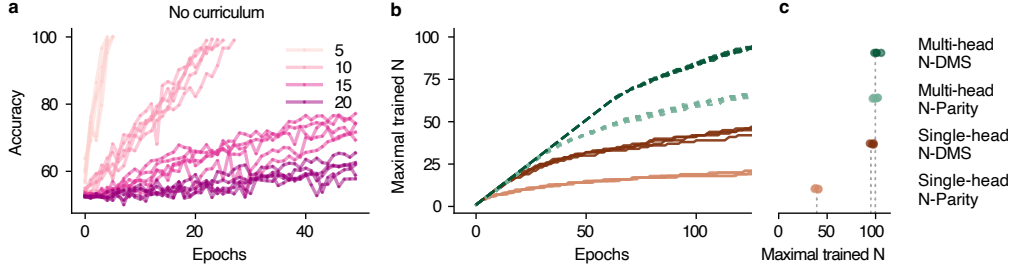 a
No curriculum
Accuracy
100
80
60
5
10
15
20
0
20
40
Epochs
b
Maximal trained N
100
75
50
25
0
0
50
100
Epochs
c
0
50
100
Maximal trained N
Multi-head
N-DMS
Multi-head
N-Parity
Single-head
N-DMS
Single-head
N-Parity